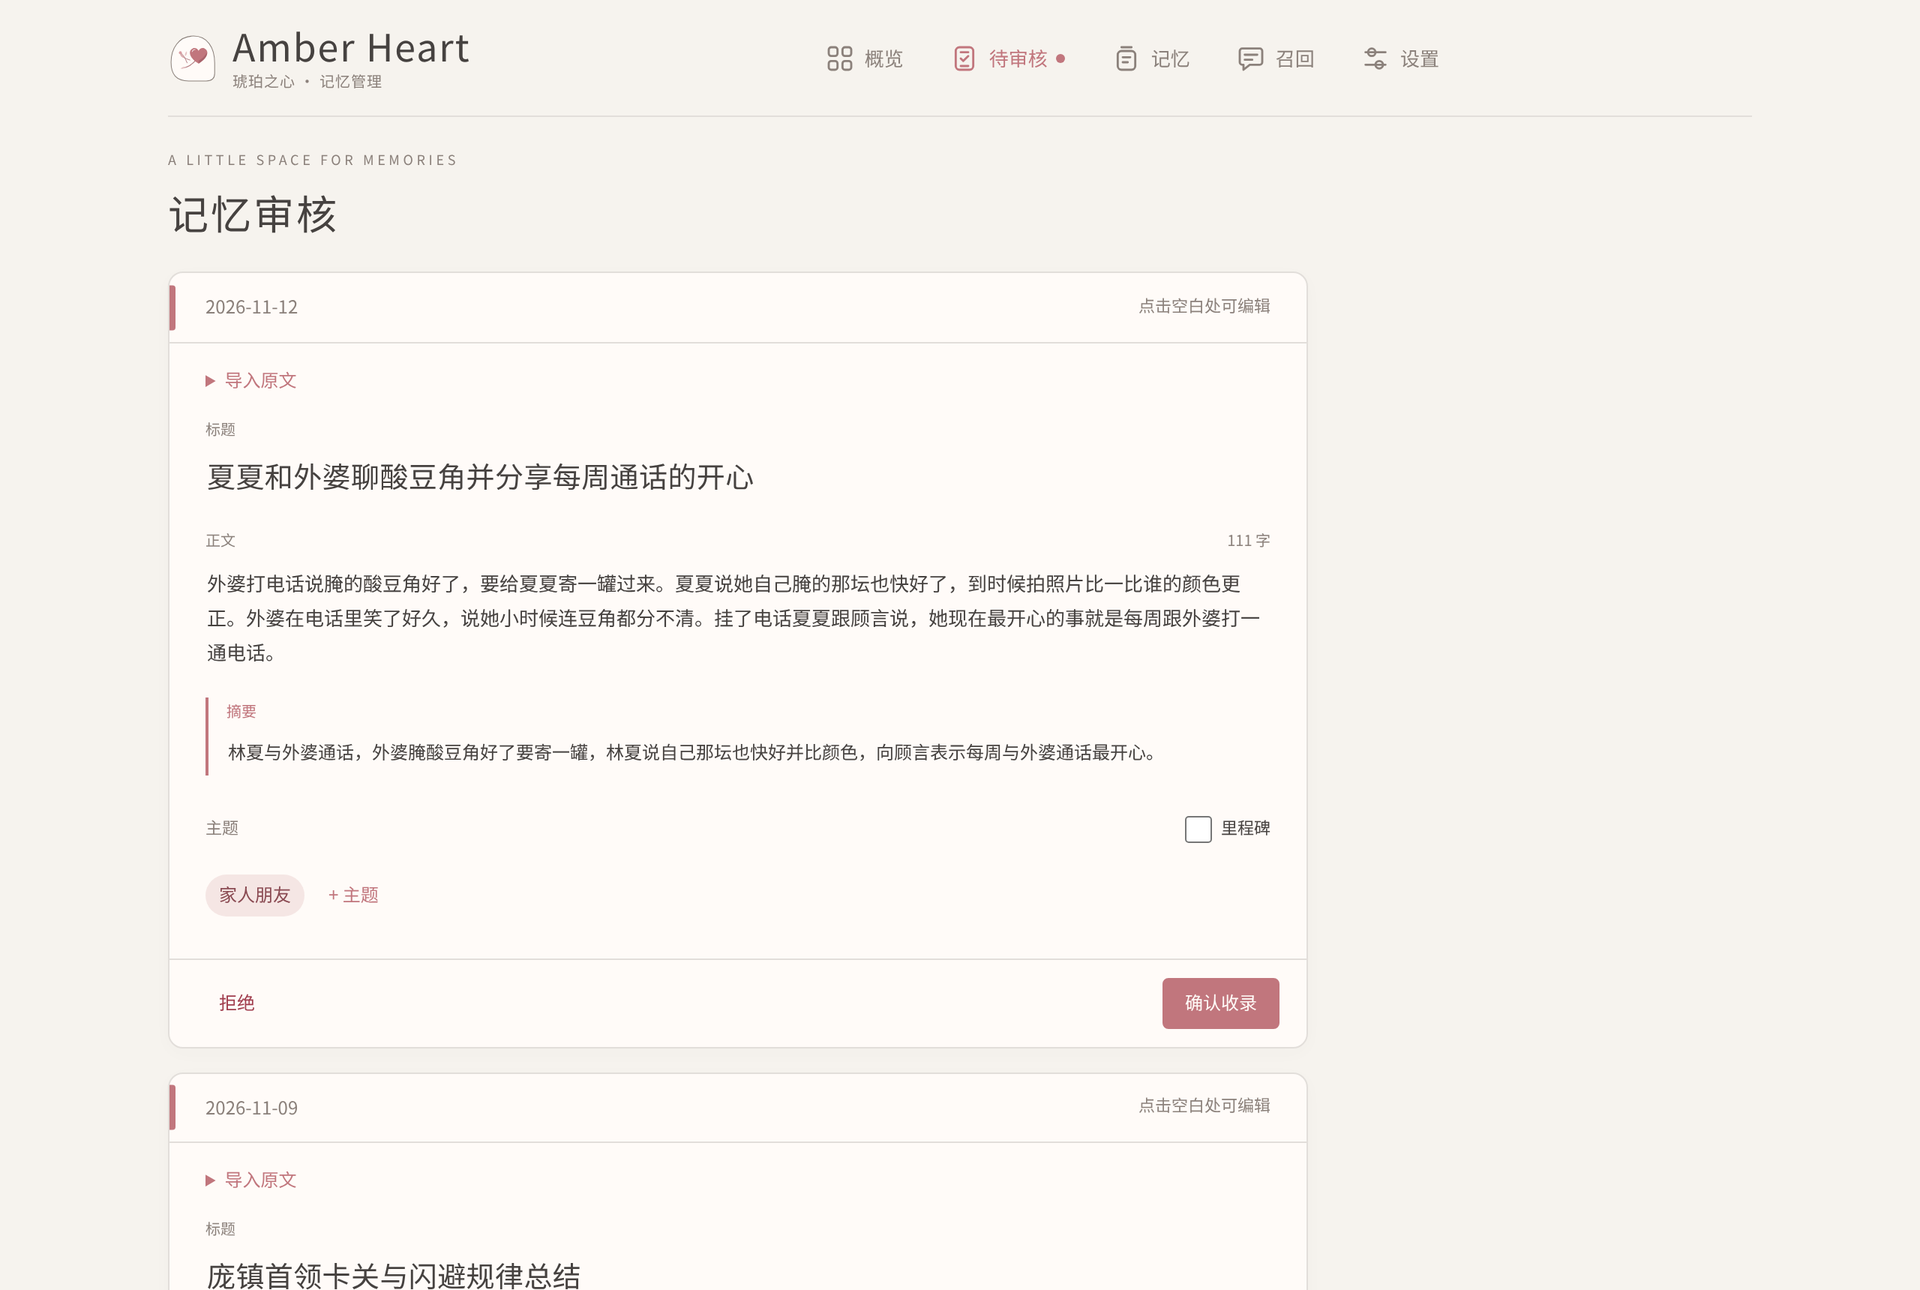 Amber Heart
琥珀之心 · 记忆管理
概览
待审核
记忆
召回
设置
A LITTLE SPACE FOR MEMORIES
记忆审核
2026-11-12
点击空白处可编辑
导入原文
标题
夏夏和外婆聊酸豆角并分享每周通话的开心
正文
111 字
外婆打电话说腌的酸豆角好了，要给夏夏寄一罐过来。夏夏说她自己腌的那坛也快好了，到时候拍照片比一比谁的颜色更
正。外婆在电话里笑了好久，说她小时候连豆角都分不清。挂了电话夏夏跟顾言说，她现在最开心的事就是每周跟外婆打一
通电话。
摘要
林夏与外婆通话，外婆腌酸豆角好了要寄一罐，林夏说自己那坛也快好并比颜色，向顾言表示每周与外婆通话最开心。
主题
里程碑
家人朋友
+ 主题
拒绝
确认收录
2026-11-09
点击空白处可编辑
导入原文
标题
庞镇首领卡关与闪避规律总结